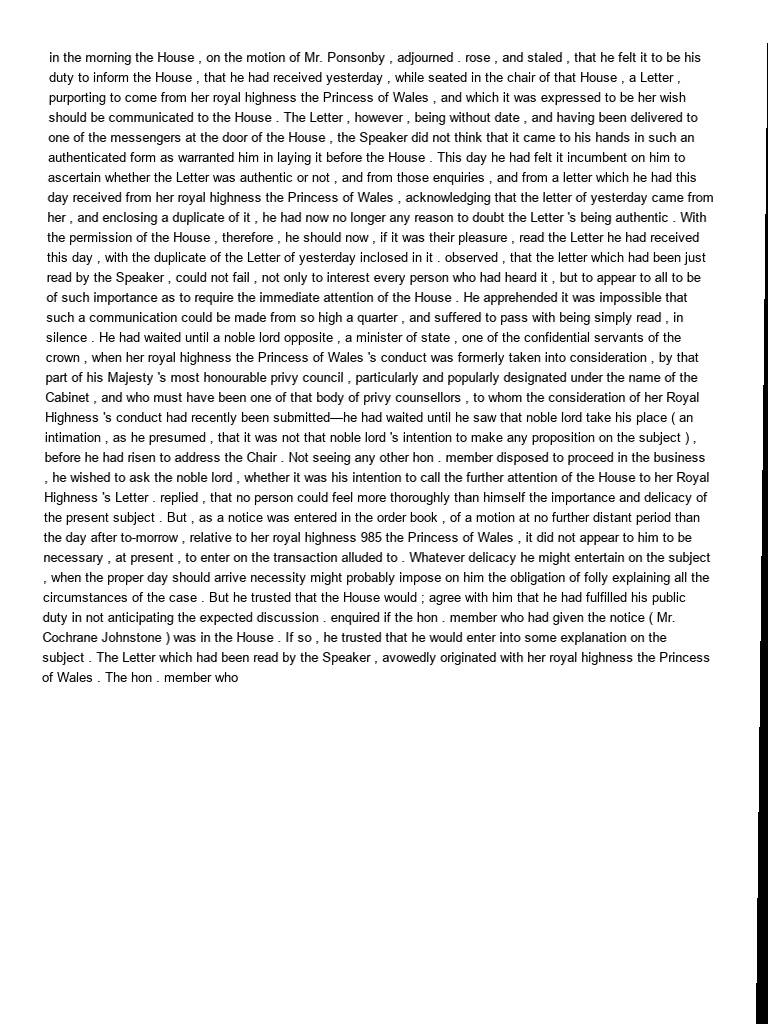 in the morning the House , on the motion of Mr. Ponsonby , adjourned . rose , and staled , that he felt it to be his
duty to inform the House , that he had received yesterday , while seated in the chair of that House , a Letter ,
purporting to come from her royal highness the Princess of Wales , and which it was expressed to be her wish
should be communicated to the House . The Letter , however , being without date , and having been delivered to
one of the messengers at the door of the House , the Speaker did not think that it came to his hands in such an
authenticated form as warranted him in laying it before the House . This day he had felt it incumbent on him to
ascertain whether the Letter was authentic or not , and from those enquiries , and from a letter which he had this
day received from her royal highness the Princess of Wales , acknowledging that the letter of yesterday came from
her , and enclosing a duplicate of it , he had now no longer any reason to doubt the Letter 's being authentic . With
the permission of the House , therefore , he should now , if it was their pleasure , read the Letter he had received
this day , with the duplicate of the Letter of yesterday inclosed in it . observed , that the letter which had been just
read by the Speaker , could not fail , not only to interest every person who had heard it , but to appear to all to be
of such importance as to require the immediate attention of the House . He apprehended it was impossible that
such a communication could be made from so high a quarter , and suffered to pass with being simply read , in
silence . He had waited until a noble lord opposite , a minister of state , one of the confidential servants of the
crown , when her royal highness the Princess of Wales 's conduct was formerly taken into consideration , by that
part of his Majesty 's most honourable privy council , particularly and popularly designated under the name of the
Cabinet , and who must have been one of that body of privy counsellors , to whom the consideration of her Royal
Highness 's conduct had recently been submitted—he had waited until he saw that noble lord take his place ( an
intimation , as he presumed , that it was not that noble lord 's intention to make any proposition on the subject ) ,
before he had risen to address the Chair . Not seeing any other hon . member disposed to proceed in the business
, he wished to ask the noble lord , whether it was his intention to call the further attention of the House to her Royal
Highness 's Letter . replied , that no person could feel more thoroughly than himself the importance and delicacy of
the present subject . But , as a notice was entered in the order book , of a motion at no further distant period than
the day after to-morrow , relative to her royal highness 985 the Princess of Wales , it did not appear to him to be
necessary , at present , to enter on the transaction alluded to . Whatever delicacy he might entertain on the subject
, when the proper day should arrive necessity might probably impose on him the obligation of folly explaining all the
circumstances of the case . But he trusted that the House would ; agree with him that he had fulfilled his public
duty in not anticipating the expected discussion . enquired if the hon . member who had given the notice ( Mr.
Cochrane Johnstone ) was in the House . If so , he trusted that he would enter into some explanation on the
subject . The Letter which had been read by the Speaker , avowedly originated with her royal highness the Princess
of Wales . The hon . member who